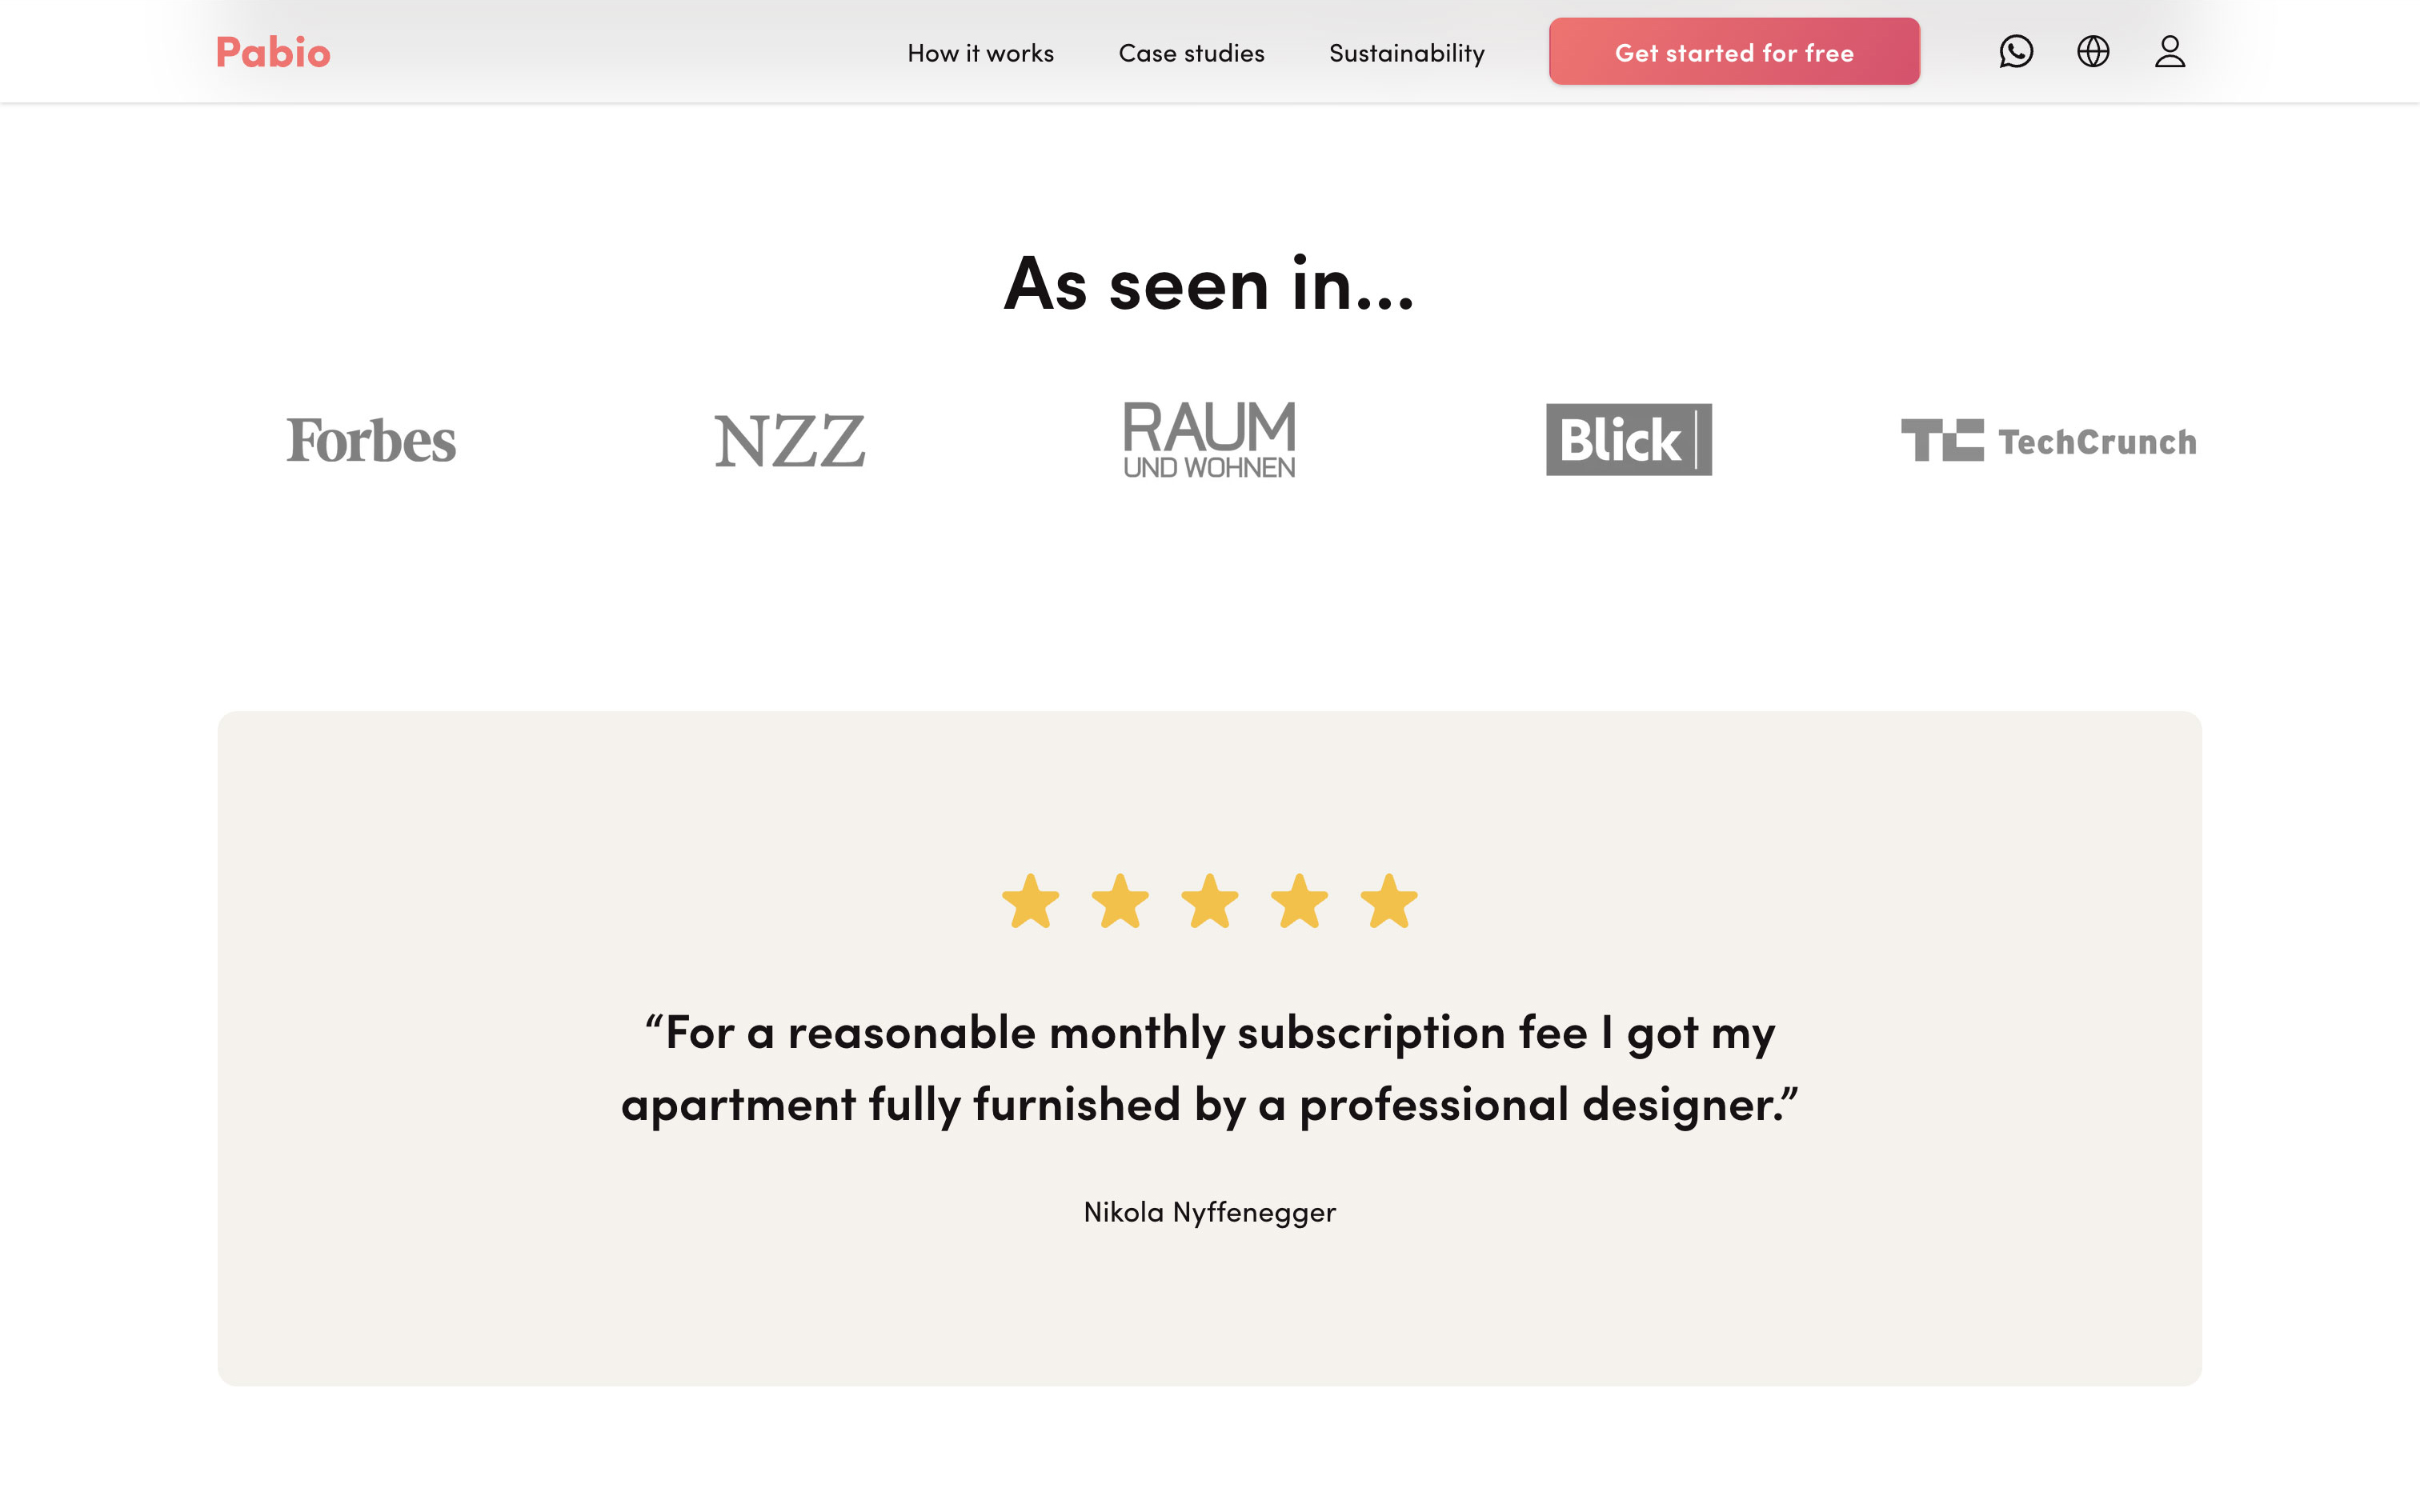 Pabio
How it works
Case studies
Sustainability
Get started for free
As seen in...
Forbes
NZZ
RAUM
UND WOHNEN
Blick
TC TechCrunch
“For a reasonable monthly subscription fee I got my
apartment fully furnished by a professional designer.”
Nikola Nyffenegger